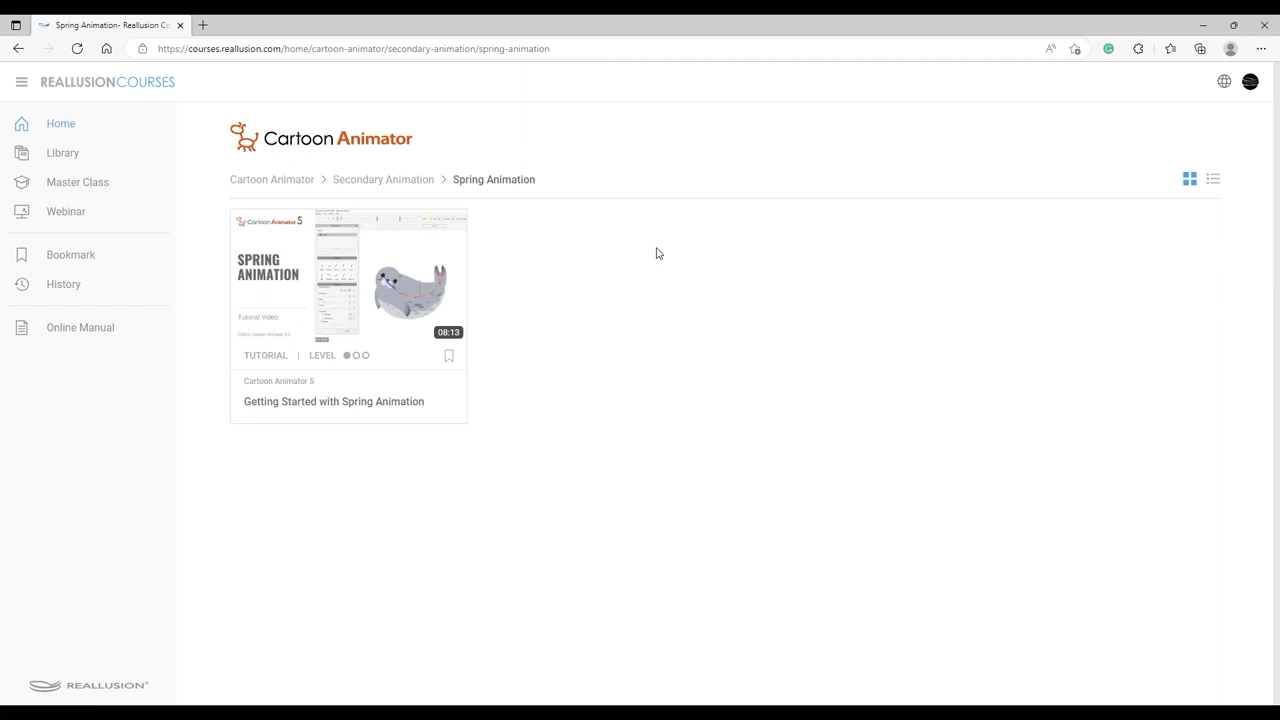 Spring Animation- Reallusion Co
https://courses.reallusion.com/home/cartoon-animator/secondary-animation/spring-animation
REALLUSIONCOURSES
Home
Library
Master Class
Webinar
Bookmark
History
Online Manual
Cartoon Animator
Cartoon Animator > Secondary Animation > Spring Animation
Cartoon Animator 5
SPRING
ANIMATION
Tutorial Video
08:13
TUTORIAL | LEVEL
Cartoon Animator 5
Getting Started with Spring Animation
REALLUSION®